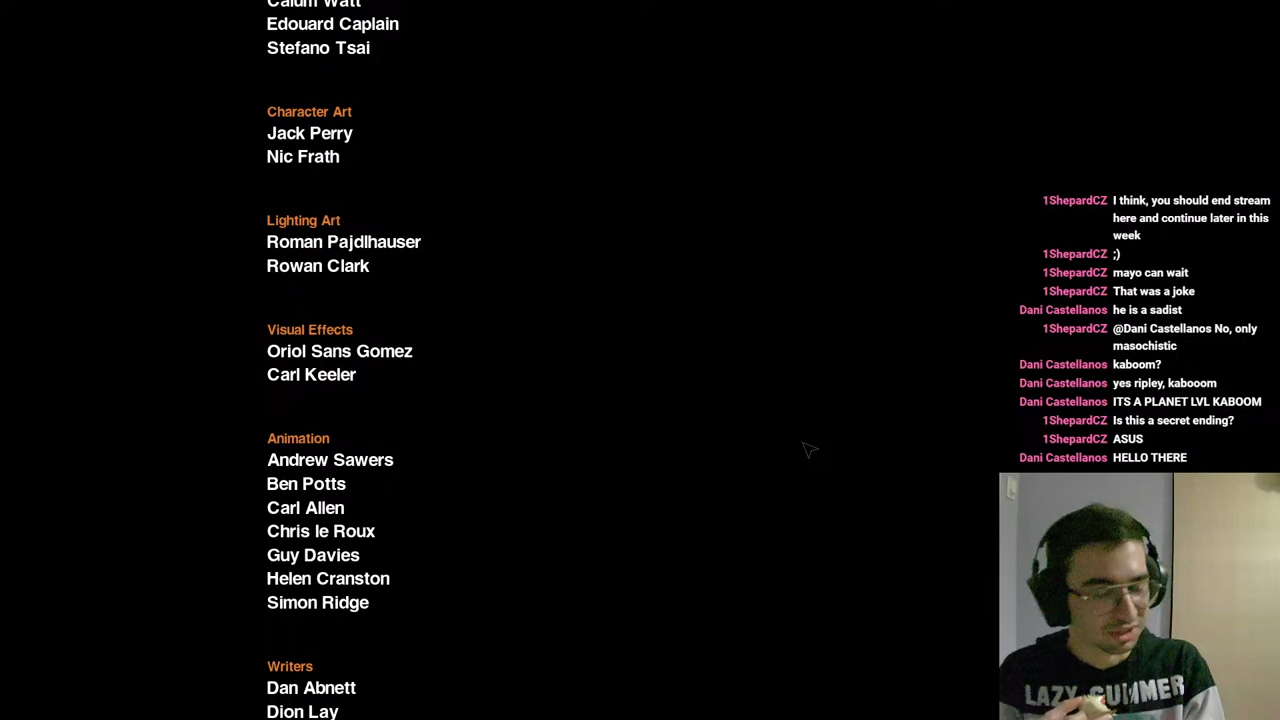 Calum Watt
Edouard Caplain
Stefano Tsai
Character Art
Jack Perry
Nic Frath
Lighting Art
Roman Pajdlhauser
Rowan Clark
Visual Effects
Oriol Sans Gomez
Carl Keeler
Animation
Andrew Sawers
Ben Potts
Carl Allen
Chris le Roux
Guy Davies
Helen Cranston
Simon Ridge
Writers
Dan Abnett
Dion Lay
1ShepardCZ I think, you should end stream
here and continue later in this
week
1ShepardCZ ;)
1ShepardCZ mayo can wait
1ShepardCZ That was a joke
Dani Castellanos he is a sadist
1ShepardCZ @Dani Castellanos No, only
masochistic
Dani Castellanos kaboom?
Dani Castellanos yes ripley, kabooom
Dani Castellanos ITS A PLANET LVL KABOOM
1ShepardCZ Is this a secret ending?
1ShepardCZ ASUS
Dani Castellanos HELLO THERE
LAZY SUMMER